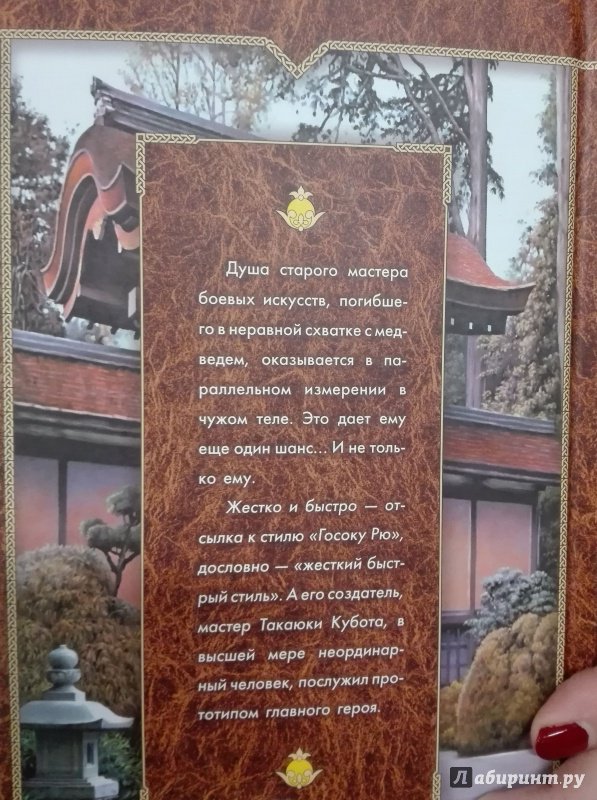 Душа старого мастера
боевых искусств, погибше-
го в неравной схватке с мед-
ведем, оказывается в па-
раллельном измерении в
чужом теле. Это дает ему
еще один шанс... И не толь-
ко ему.
Жестко и быстро — от-
сылка к стилю «Госоку Рю»,
дословно — «жесткий быст-
рый стиль». А его создатель,
мастер Такаюки Кубота, в
высшей мере неординар-
ный человек, послужил про-
тотипом главного героя.
Лабиринт.ру